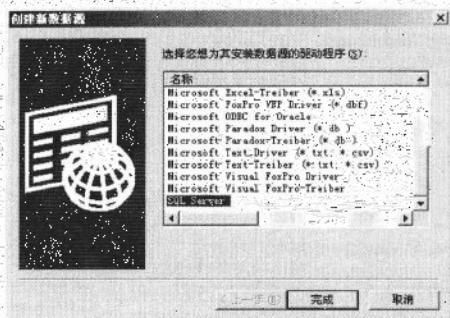 创建新数据源
选择您想为其安装数据源的驱动程序(S):
名称
Microsoft Excel-Treiber (*.xls)
Microsoft FoxPro VFP Driver (*.dbf)
Microsoft ODBC for Oracle
Microsoft Paradox Driver (*.db )
Microsoft Paradox-Treiber (*.db )
Microsoft Text Driver (*.txt; *.csv)
Microsoft Text-Treiber (*.txt; *.csv)
Microsoft Visual FoxPro Driver
Microsoft Visual FoxPro-Treiber
SQL Server
<上一步(B) 完成 取消